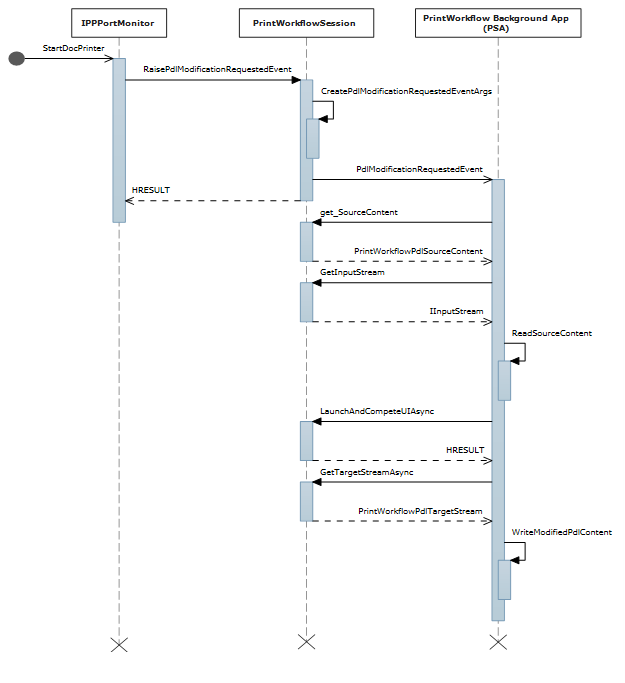 IPPPortMonitor
PrintWorkflowSession
PrintWorkflow Background App
(PSA)
StartDocPrinter
RaisePdlModificationRequestedEvent
CreatePdlModificationRequestedEventArgs
PdlModificationRequestedEvent
HRESULT
get_SourceContent
PrintWorkflowPdlSourceContent
GetInputStream
IInputStream
ReadSourceContent
LaunchAndCompeteUIAsync
HRESULT
GetTargetStreamAsync
PrintWorkflowPdlTargetStream
WriteModifiedPdlContent